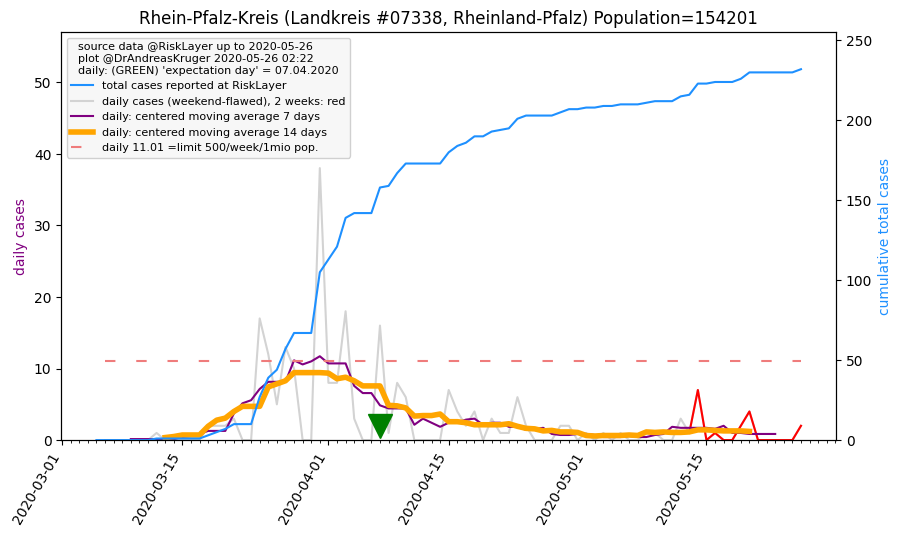 Rhein-Pfalz-Kreis (Landkreis #07338, Rheinland-Pfalz) Population=154201
source data @RiskLayer up to 2020-05-26
plot @DrAndreasKruger 2020-05-26 02:22
daily: (GREEN) 'expectation day' = 07.04.2020
total cases reported at RiskLayer
daily cases (weekend-flawed), 2 weeks: red
daily: centered moving average 7 days
daily: centered moving average 14 days
daily 11.01 =limit 500/week/1mio pop.
daily cases
50
40
30
20
10
0
250
200
150
100
50
0
cumulative total cases
2020-03-01
2020-03-15
2020-04-01
2020-04-15
2020-05-01
2020-05-15